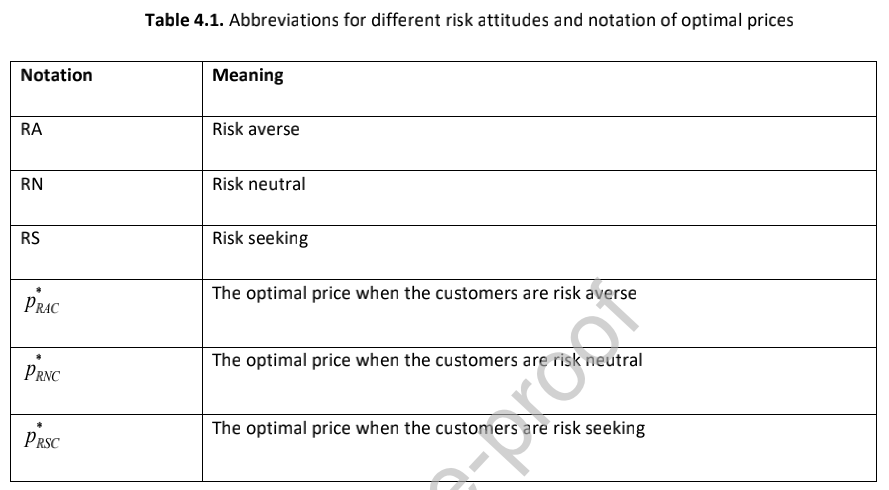 Table 4.1. Abbreviations for different risk attitudes and notation of optimal prices
Notation Meaning
RA Risk averse
RN Risk neutral
RS Risk seeking
p*RAC The optimal price when the customers are risk averse
p*RNC The optimal price when the customers are risk neutral
p*RSC The optimal price when the customers are risk seeking
e-proof